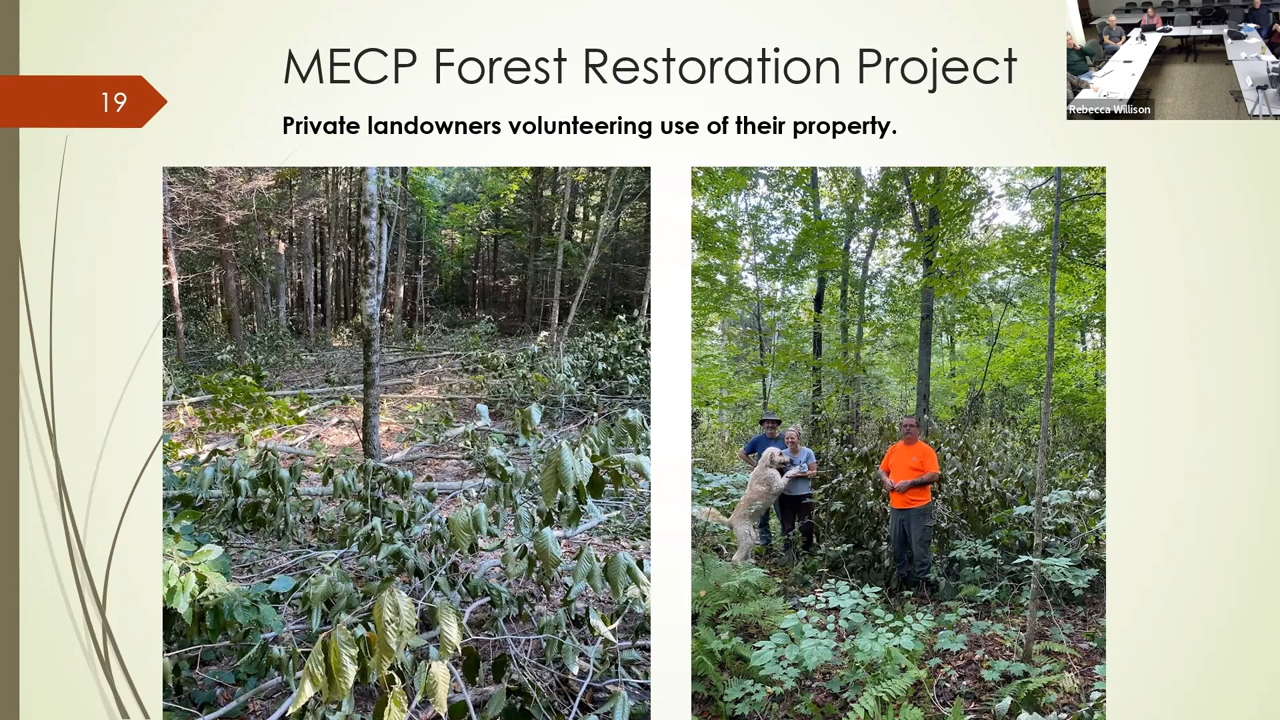 MECP Forest Restoration Project
19
Private landowners volunteering use of their property.
Rebecca Willison